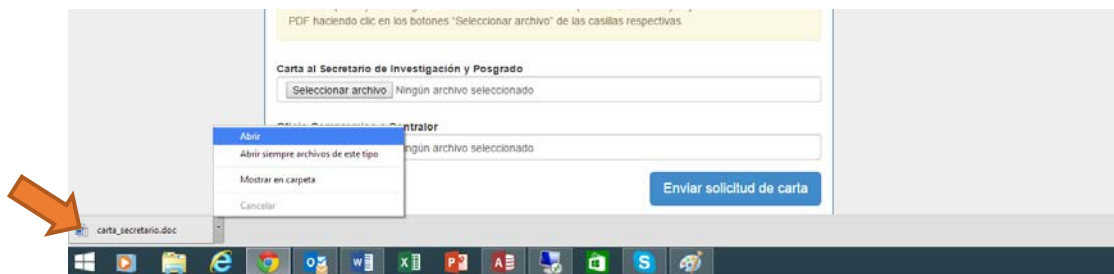 PDF haciendo clic en los botones "Seleccionar archivo" de las casillas respectivas
Carta al Secretario de Investigación y Posgrado
Seleccionar archivo Ningún archivo seleccionado
Contralor
Ningún archivo seleccionado
Abrir
Abrir siempre archivos de este tipo
Mostrar en carpeta
Cancelar
Enviar solicitud de carta
carta_secretario.doc